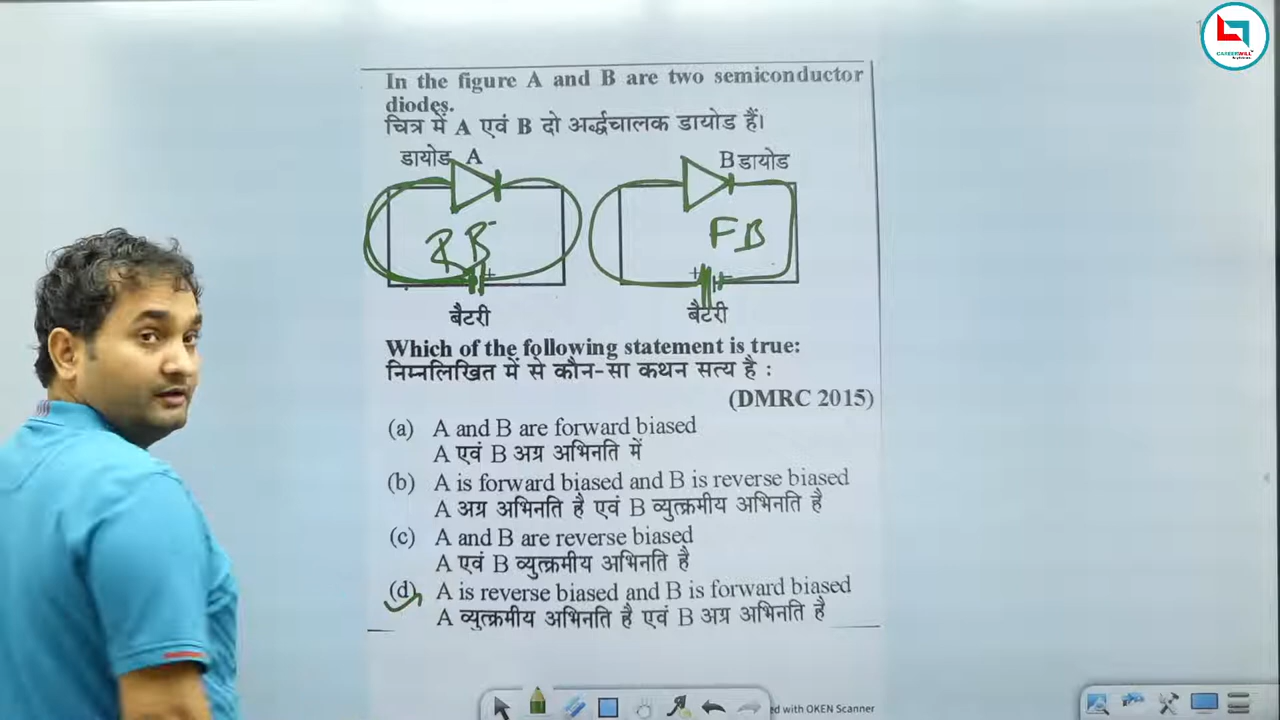 CAREERWILL
In the figure A and B are two semiconductor
diodes.
चित्र में A एवं B दो अर्द्धचालक डायोड हैं।
डायोड A
B डायोड
RB
FB
+
+ -
बैटरी
बैटरी
Which of the following statement is true:
निम्नलिखित में से कौन-सा कथन सत्य है :
(DMRC 2015)
(a) A and B are forward biased
A एवं B अग्र अभिनति में
(b) A is forward biased and B is reverse biased
A अग्र अभिनति है एवं B व्युत्क्रमीय अभिनति है
(c) A and B are reverse biased
A एवं B व्युत्क्रमीय अभिनति है
(d) A is reverse biased and B is forward biased
A व्युत्क्रमीय अभिनति है एवं B अग्र अभिनति है
ed with OKEN Scanner